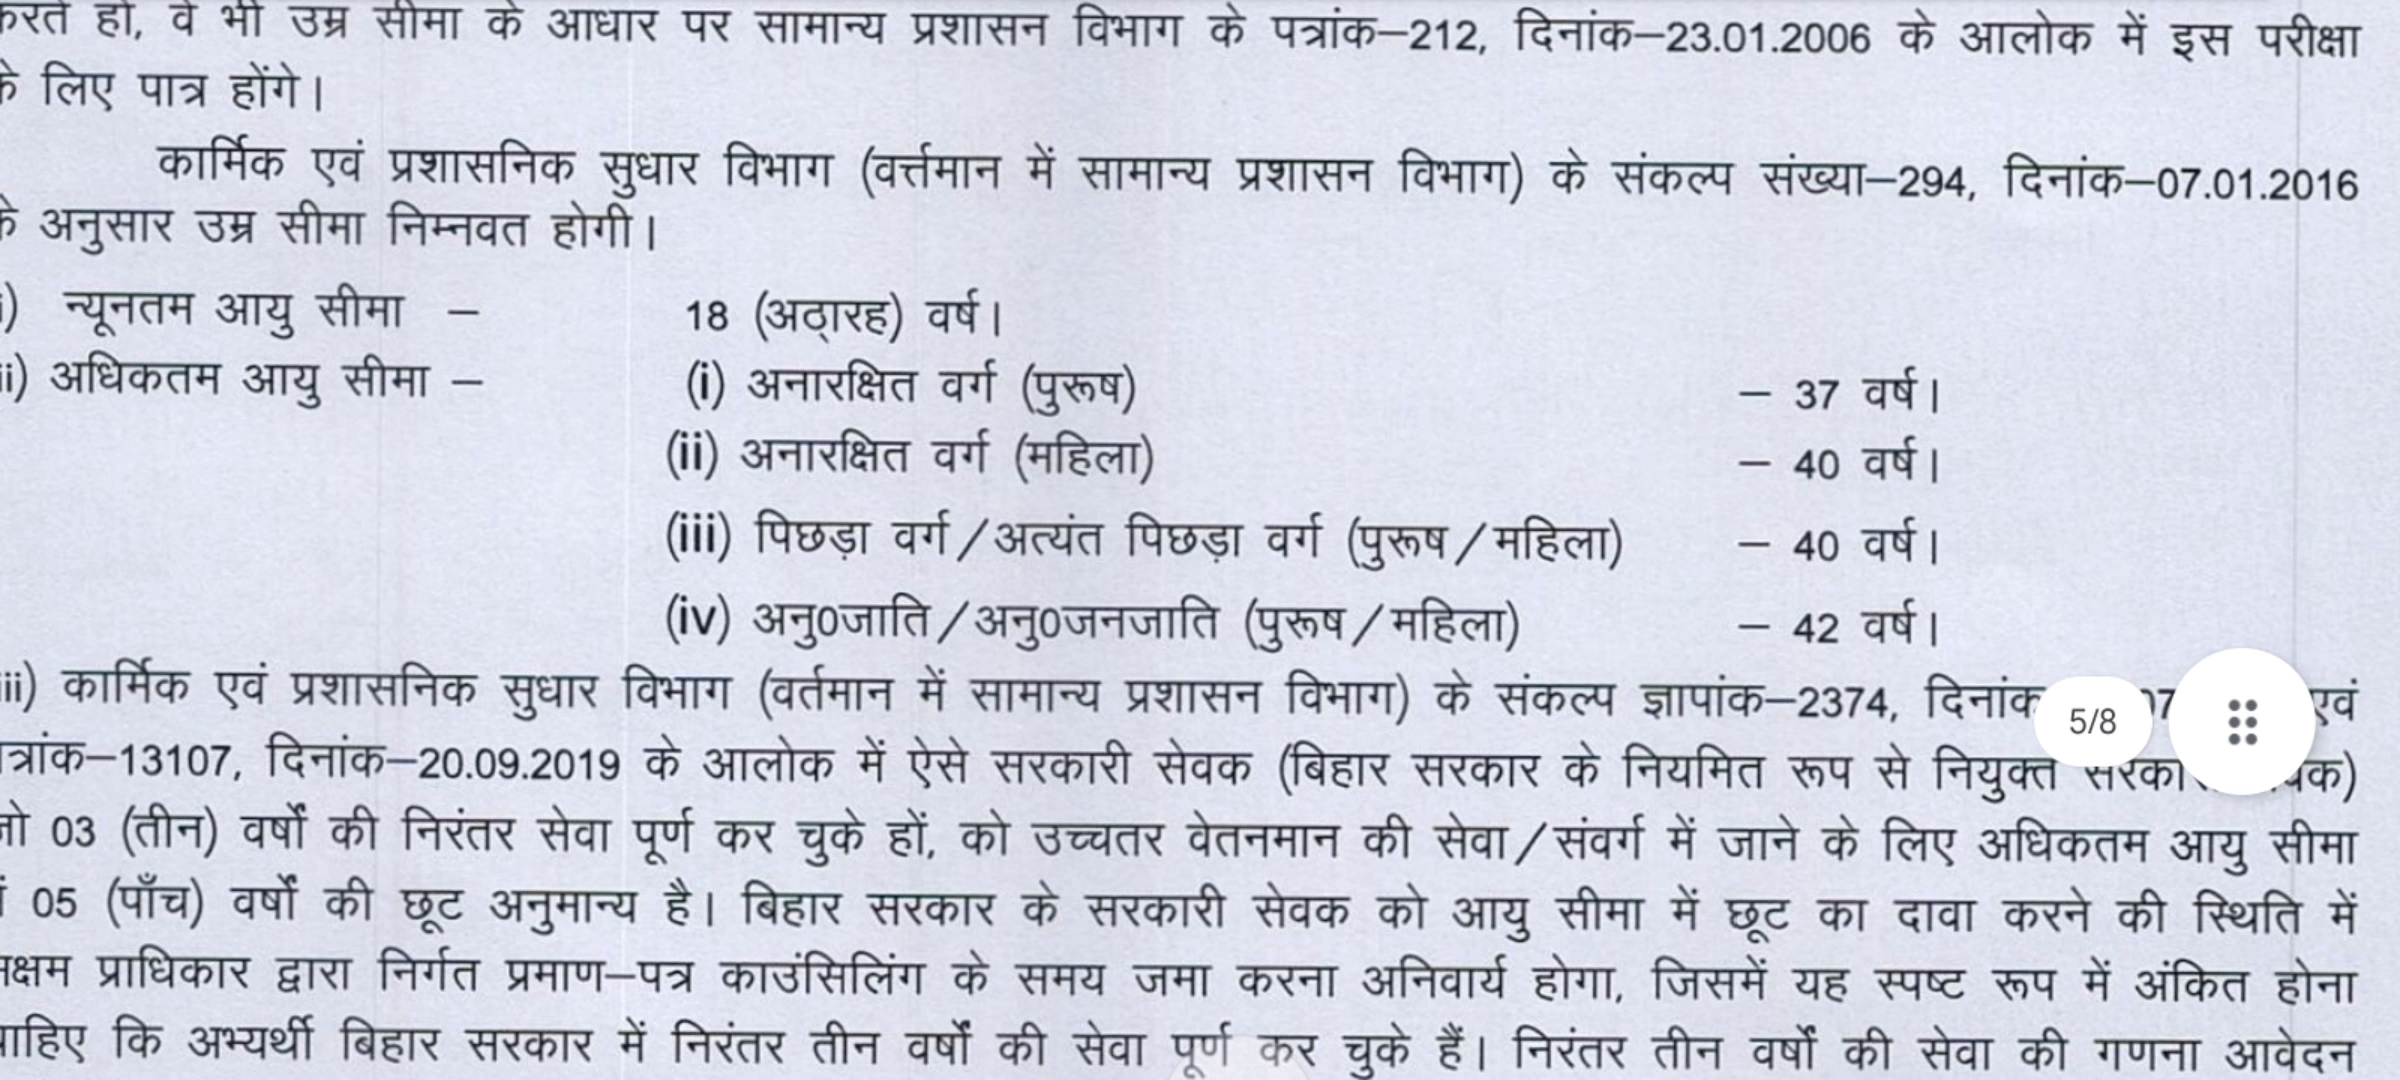 करते हों, वे भी उम्र सीमा के आधार पर सामान्य प्रशासन विभाग के पत्रांक–212, दिनांक–23.01.2006 के आलोक में इस परीक्षा
के लिए पात्र होंगे।
कार्मिक एवं प्रशासनिक सुधार विभाग (वर्त्तमान में सामान्य प्रशासन विभाग) के संकल्प संख्या–294, दिनांक–07.01.2016
के अनुसार उम्र सीमा निम्नवत होगी।
i) न्यूनतम आयु सीमा – 18 (अठ्ारह) वर्ष।
ii) अधिकतम आयु सीमा – (i) अनारक्षित वर्ग (पुरूष) – 37 वर्ष।
(ii) अनारक्षित वर्ग (महिला) – 40 वर्ष।
(iii) पिछड़ा वर्ग/अत्यंत पिछड़ा वर्ग (पुरूष/महिला) – 40 वर्ष।
(iv) अनु0जाति/अनु0जनजाति (पुरूष/महिला) – 42 वर्ष।
iii) कार्मिक एवं प्रशासनिक सुधार विभाग (वर्तमान में सामान्य प्रशासन विभाग) के संकल्प ज्ञापांक–2374, दिनांक एवं
5/8
त्रांक–13107, दिनांक–20.09.2019 के आलोक में ऐसे सरकारी सेवक (बिहार सरकार के नियमित रूप से नियुक्त
जो 03 (तीन) वर्षों की निरंतर सेवा पूर्ण कर चुके हों, को उच्चतर वेतनमान की सेवा/संवर्ग में जाने के लिए अधिकतम आयु सीमा
में 05 (पाँच) वर्षों की छूट अनुमान्य है। बिहार सरकार के सरकारी सेवक को आयु सीमा में छूट का दावा करने की स्थिति में
सक्षम प्राधिकार द्वारा निर्गत प्रमाण–पत्र काउंसिलिंग के समय जमा करना अनिवार्य होगा, जिसमें यह स्पष्ट रूप में अंकित होना
चाहिए कि अभ्यर्थी बिहार सरकार में निरंतर तीन वर्षों की सेवा पूर्ण कर चुके हैं। निरंतर तीन वर्षों की सेवा की गणना आवेदन